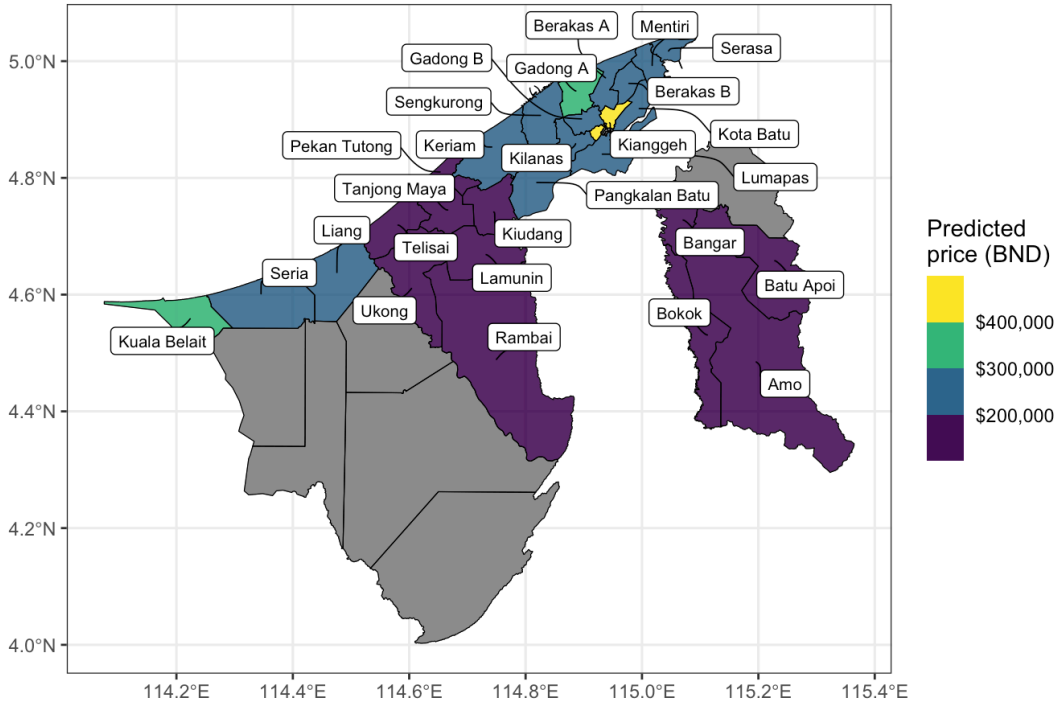 Berakas A
Mentiri
Serasa
Gadong B
Gadong A
Berakas B
Sengkurong
Kota Batu
Pekan Tutong
Keriam
Kianggeh
Kilanas
Lumapas
Tanjong Maya
Pangkalan Batu
Liang
Telisai
Kiudang
Bangar
Seria
Lamunin
Batu Apoi
Ukong
Bokok
Kuala Belait
Rambai
Amo
5.0°N
4.8°N
4.6°N
4.4°N
4.2°N
4.0°N
114.2°E 114.4°E 114.6°E 114.8°E 115.0°E 115.2°E 115.4°E
Predicted
price (BND)
$400,000
$300,000
$200,000